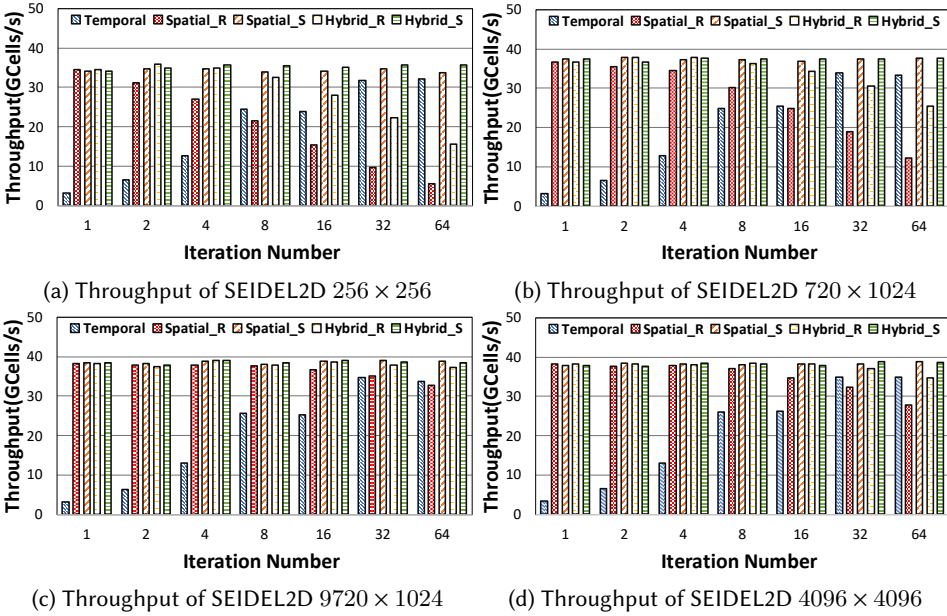 50
40
30
20
10
0
Throughput(GCells/s)
Temporal Spatial_R Spatial_S Hybrid_R Hybrid_S
1 2 4 8 16 32 64
Iteration Number
(a) Throughput of SEIDEL2D 256 × 256
50
40
30
20
10
0
Throughput(GCells/s)
Temporal Spatial_R Spatial_S Hybrid_R Hybrid_S
1 2 4 8 16 32 64
Iteration Number
(b) Throughput of SEIDEL2D 720 × 1024
50
40
30
20
10
0
Throughput(GCells/s)
Temporal Spatial_R Spatial_S Hybrid_R Hybrid_S
1 2 4 8 16 32 64
Iteration Number
(c) Throughput of SEIDEL2D 9720 × 1024
50
40
30
20
10
0
Throughput(GCells/s)
Temporal Spatial_R Spatial_S Hybrid_R Hybrid_S
1 2 4 8 16 32 64
Iteration Number
(d) Throughput of SEIDEL2D 4096 × 4096